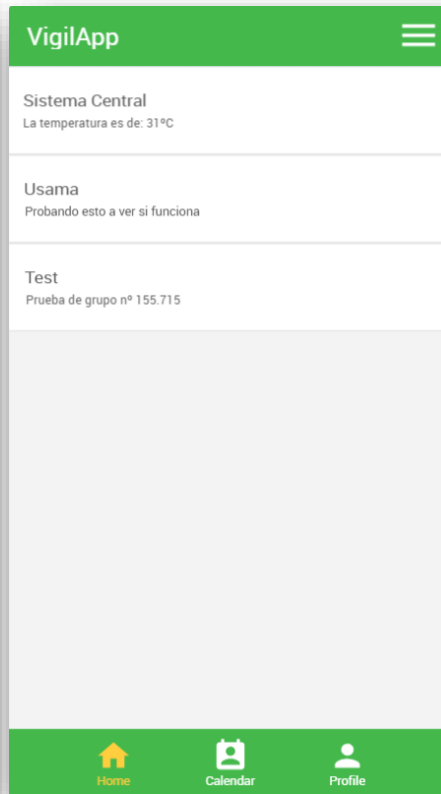 VigilApp
Sistema Central
La temperatura es de: 31ºC
Usama
Probando esto a ver si funciona
Test
Prueba de grupo nº 155.715
Home
Calendar
Profile